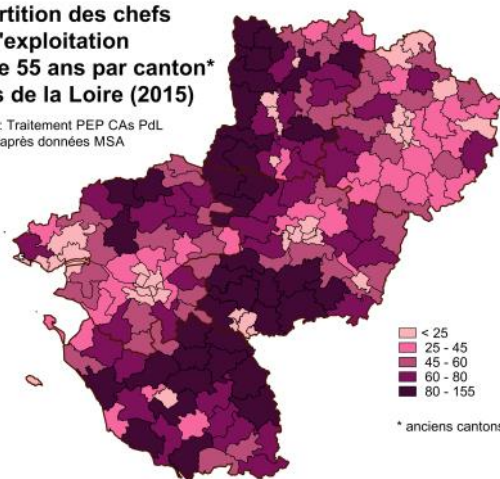 rtition des chefs
'exploitation
e 55 ans par canton*
s de la Loire (2015)
: Traitement PEP CAs PdL
après données MSA
< 25
25 - 45
45 - 60
60 - 80
80 - 155
* anciens cantons